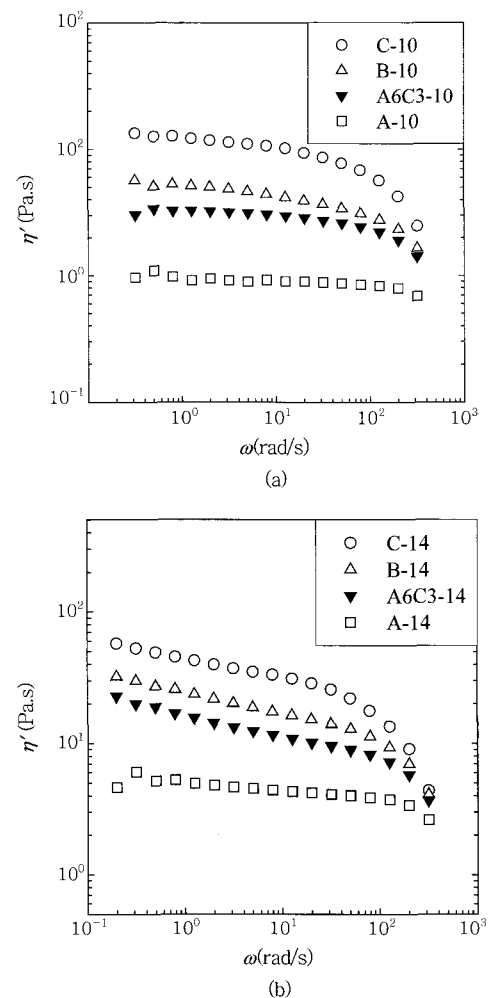 10²
10²
10⁰
10⁻¹
η′ (Pa.s)
C-10
B-10
A6C3-10
A-10
10⁰
10¹
10²
10³
ω(rad/s)
(a)
10²
10¹
10⁰
η′ (Pa.s)
C-14
B-14
A6C3-14
A-14
10⁻¹
10⁰
10¹
10²
10³
ω(rad/s)
(b)